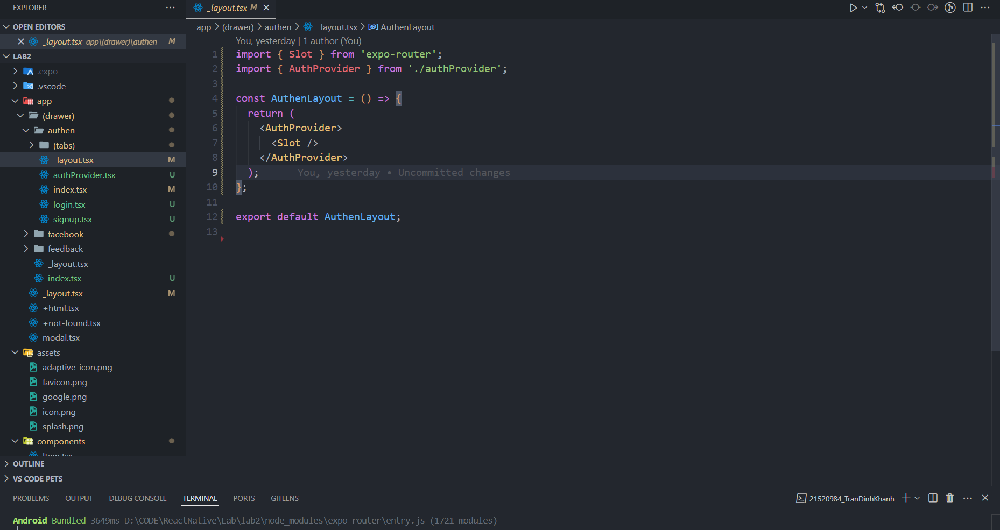 EXPLORER
_layout.tsx M
OPEN EDITORS
_layout.tsx app\(drawer)\authen M
LAB2
.expo
.vscode
app
(drawer)
authen
(tabs)
_layout.tsx M
authProvider.tsx U
index.tsx M
login.tsx U
signup.tsx U
facebook
feedback
_layout.tsx
index.tsx U
_layout.tsx M
+html.tsx
+not-found.tsx
modal.tsx
assets
adaptive-icon.png
favicon.png
google.png
icon.png
splash.png
components
Item.tsx
OUTLINE
VS CODE PETS
app > (drawer) > authen > _layout.tsx > AuthenLayout
You, yesterday | 1 author (You)
1 import { Slot } from 'expo-router';
2 import { AuthProvider } from './authProvider';
3
4 const AuthenLayout = () => {
5 return (
6 <AuthProvider>
7 <Slot />
8 </AuthProvider>
9 ); You, yesterday • Uncommitted changes
10 };
11
12 export default AuthenLayout;
13
PROBLEMS OUTPUT DEBUG CONSOLE TERMINAL PORTS GITLENS
21520984_TranDinhKhanh
Android Bundled 3649ms D:\CODE\ReactNative\Lab\lab2\node_modules\expo-router\entry.js (1721 modules)